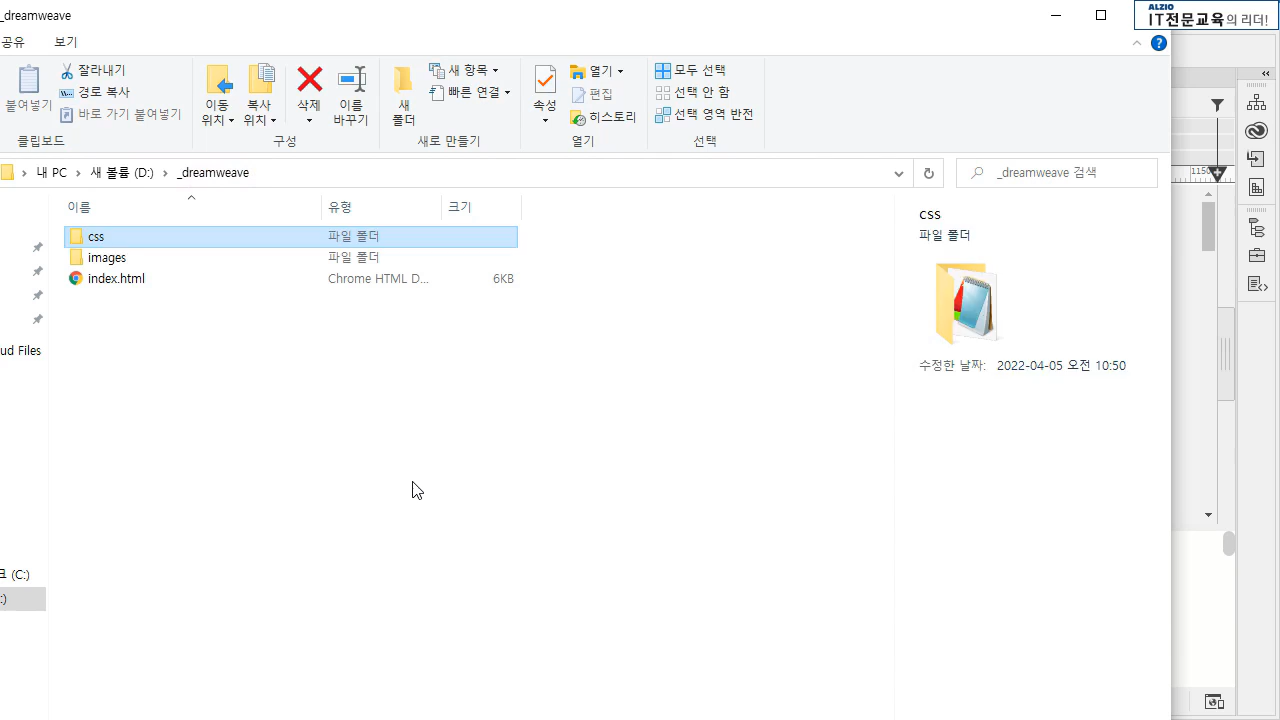 _dreamweave
ALZIO
IT전문교육의 리더!
공유 보기
잘라내기
경로 복사
바로 가기 붙여넣기
붙여넣기
클립보드
이동 위치
복사 위치
삭제
이름 바꾸기
구성
새 폴더
새 항목
빠른 연결
새로 만들기
속성
열기
편집
히스토리
열기
모두 선택
선택 안 함
선택 영역 반전
선택
내 PC 새 볼륨 (D:) _dreamweave
_dreamweave 검색
1150
이름 유형 크기
css 파일 폴더
images 파일 폴더
index.html Chrome HTML D... 6KB
css
파일 폴더
수정한 날짜: 2022-04-05 오전 10:50
ud Files
크 (C:)
:)